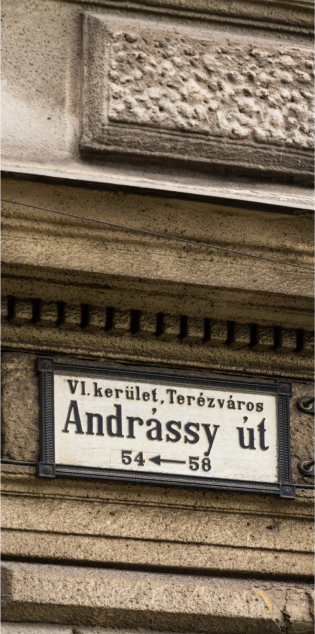 VI. kerület, Terézváros
Andrássy út
54 ← 58